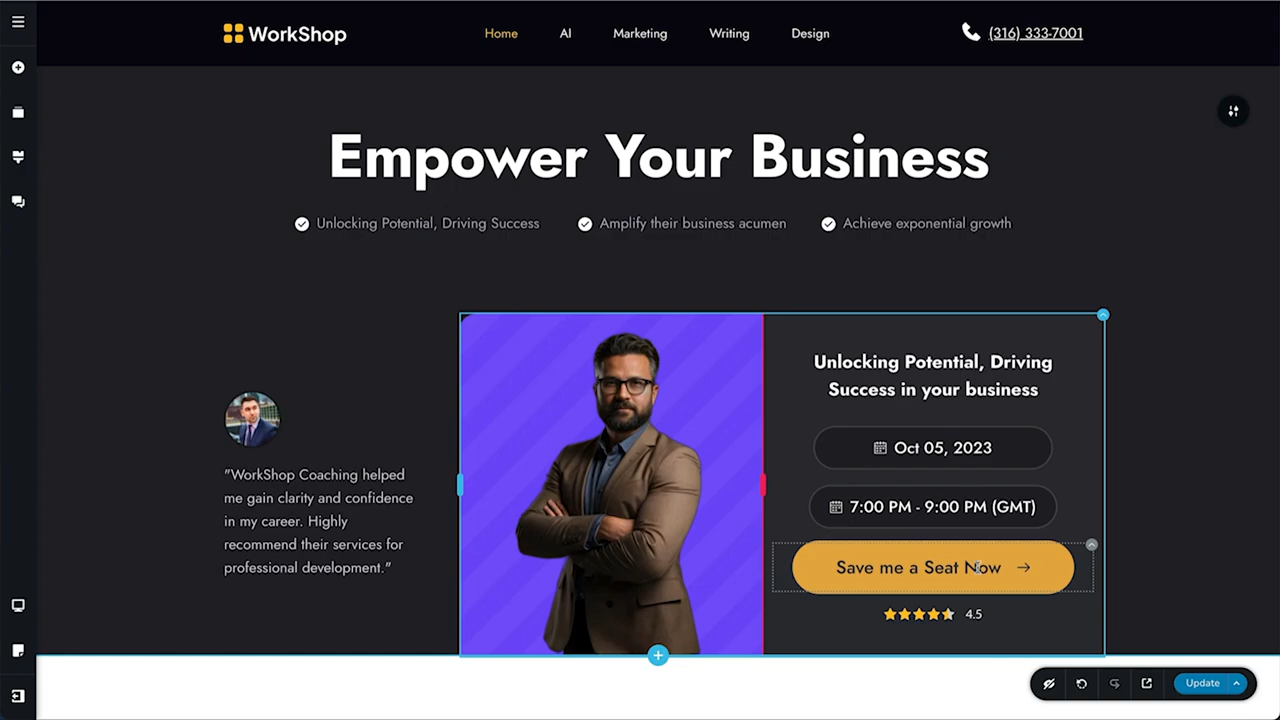 WorkShop
Home
AI
Marketing
Writing
Design
(316) 333-7001
Empower Your Business
Unlocking Potential, Driving Success
Amplify their business acumen
Achieve exponential growth
"WorkShop Coaching helped
me gain clarity and confidence
in my career. Highly
recommend their services for
professional development."
Unlocking Potential, Driving
Success in your business
Oct 05, 2023
7:00 PM - 9:00 PM (GMT)
Save me a Seat Now
4.5
Update